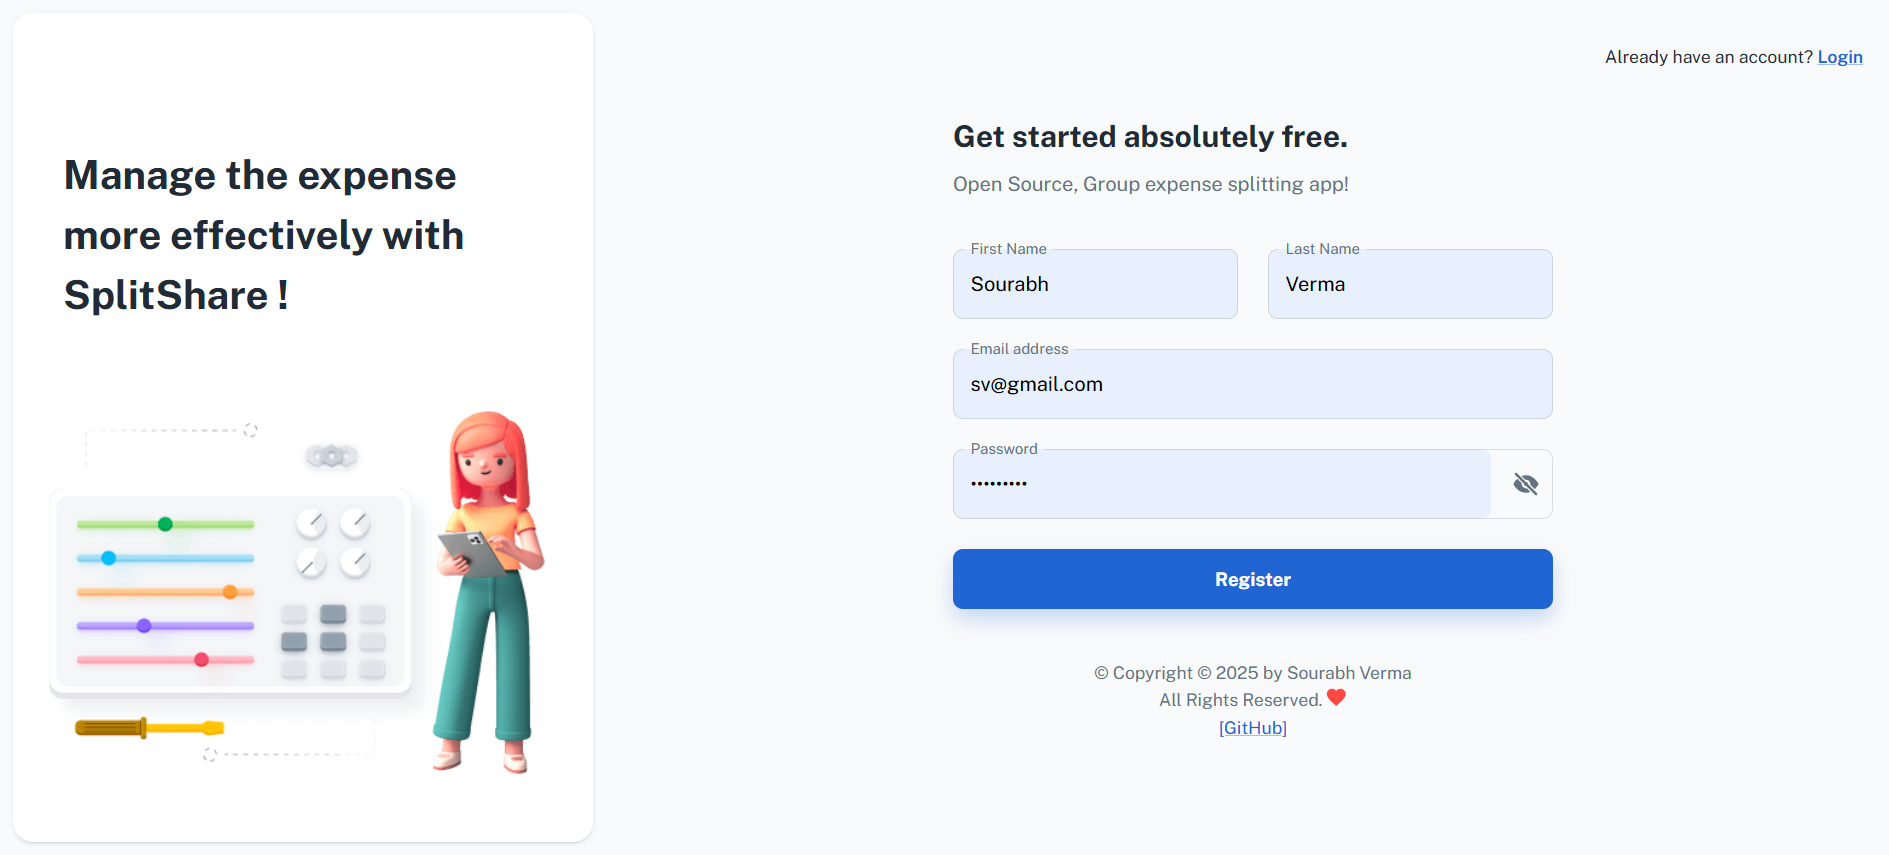 Already have an account? Login
Manage the expense
more effectively with
SplitShare !
Get started absolutely free.
Open Source, Group expense splitting app!
First Name
Sourabh
Last Name
Verma
Email address
sv@gmail.com
Password
•••••••••
Register
© Copyright © 2025 by Sourabh Verma
All Rights Reserved. ❤️
[GitHub]